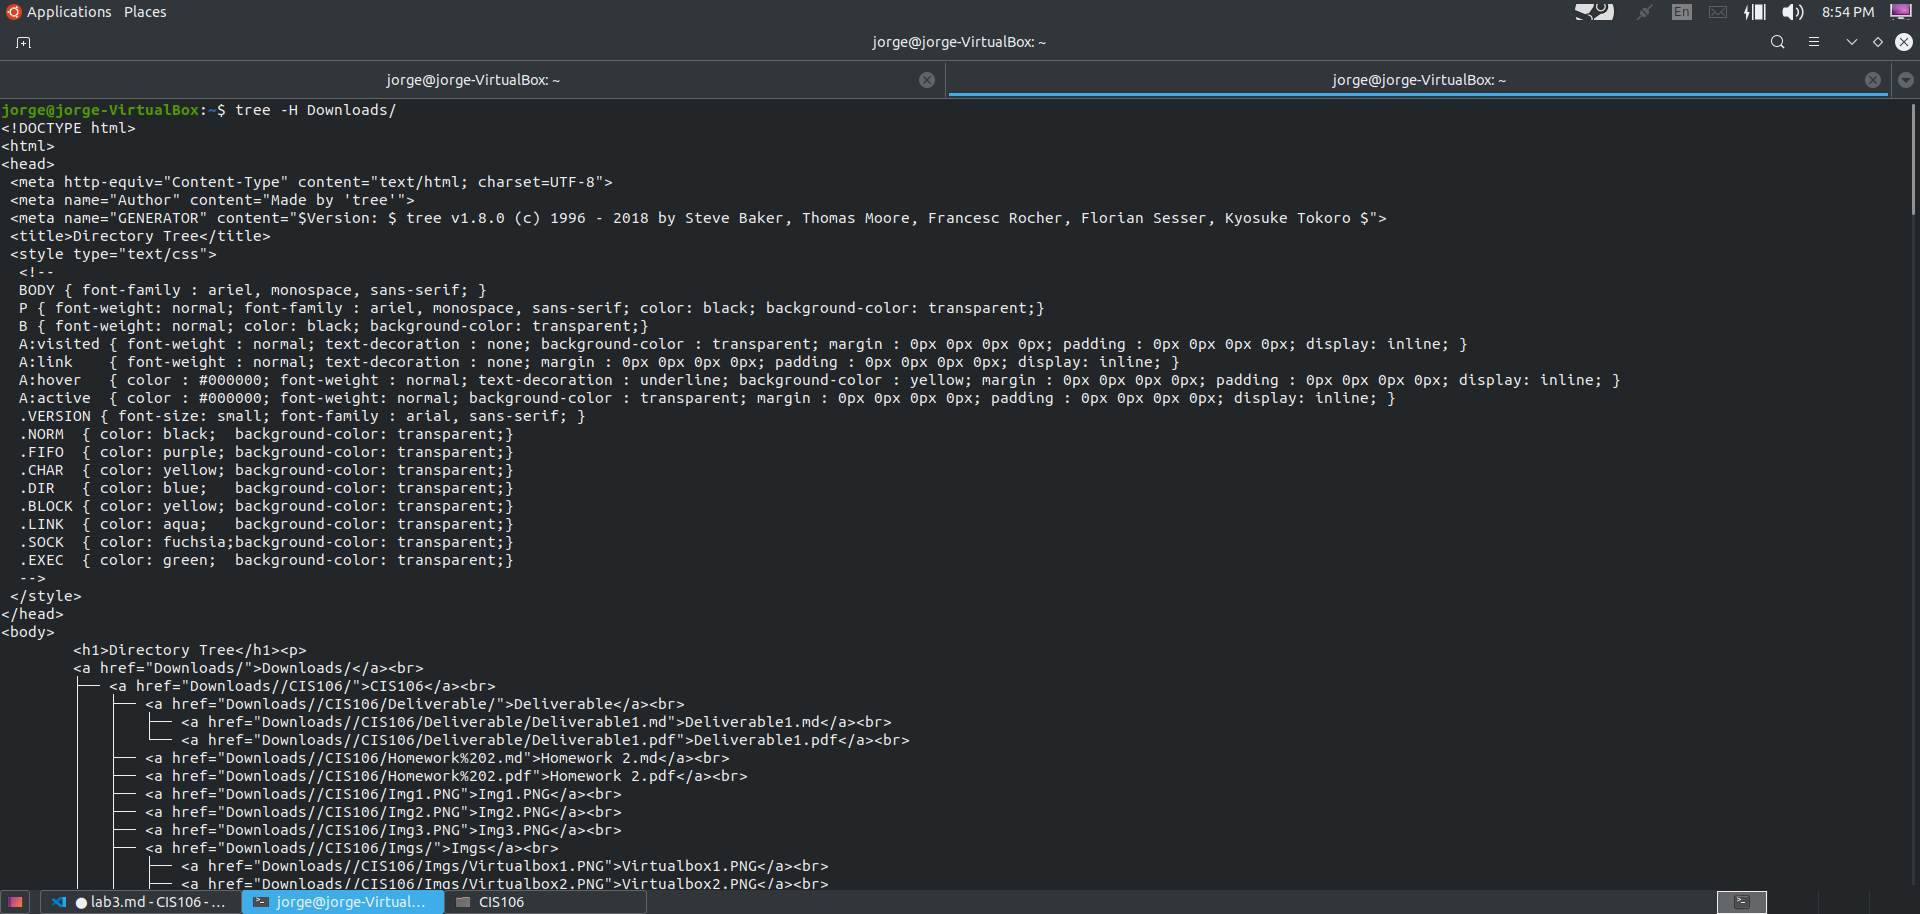 Applications Places
En
8:54 PM
jorge@jorge-VirtualBox: ~
jorge@jorge-VirtualBox: ~
jorge@jorge-VirtualBox: ~
jorge@jorge-VirtualBox:~$ tree -H Downloads/
<!DOCTYPE html>
<html>
<head>
 <meta http-equiv="Content-Type" content="text/html; charset=UTF-8">
 <meta name="Author" content="Made by 'tree'">
 <meta name="GENERATOR" content="$Version: $ tree v1.8.0 (c) 1996 - 2018 by Steve Baker, Thomas Moore, Francesc Rocher, Florian Sesser, Kyosuke Tokoro $">
 <title>Directory Tree</title>
 <style type="text/css">
  <!--
  BODY { font-family : ariel, monospace, sans-serif; }
  P { font-weight: normal; font-family : ariel, monospace, sans-serif; color: black; background-color: transparent;}
  B { font-weight: normal; color: black; background-color: transparent;}
  A:visited { font-weight : normal; text-decoration : none; background-color : transparent; margin : 0px 0px 0px 0px; padding : 0px 0px 0px 0px; display: inline; }
  A:link    { font-weight : normal; text-decoration : none; margin : 0px 0px 0px 0px; padding : 0px 0px 0px 0px; display: inline; }
  A:hover   { color : #000000; font-weight : normal; text-decoration : underline; background-color : yellow; margin : 0px 0px 0px 0px; padding : 0px 0px 0px 0px; display: inline; }
  A:active  { color : #000000; font-weight: normal; background-color : transparent; margin : 0px 0px 0px 0px; padding : 0px 0px 0px 0px; display: inline; }
  .VERSION { font-size: small; font-family : arial, sans-serif; }
  .NORM  { color: black;  background-color: transparent;}
  .FIFO  { color: purple; background-color: transparent;}
  .CHAR  { color: yellow; background-color: transparent;}
  .DIR   { color: blue;   background-color: transparent;}
  .BLOCK { color: yellow; background-color: transparent;}
  .LINK  { color: aqua;   background-color: transparent;}
  .SOCK  { color: fuchsia;background-color: transparent;}
  .EXEC  { color: green;  background-color: transparent;}
  -->
 </style>
</head>
<body>
	<h1>Directory Tree</h1><p>
	<a href="Downloads/">Downloads/</a><br>
	├── <a href="Downloads//CIS106/">CIS106</a><br>
	│   ├── <a href="Downloads//CIS106/Deliverable/">Deliverable</a><br>
	│   │   ├── <a href="Downloads//CIS106/Deliverable/Deliverable1.md">Deliverable1.md</a><br>
	│   │   └── <a href="Downloads//CIS106/Deliverable/Deliverable1.pdf">Deliverable1.pdf</a><br>
	│   ├── <a href="Downloads//CIS106/Homework%202.md">Homework 2.md</a><br>
	│   ├── <a href="Downloads//CIS106/Homework%202.pdf">Homework 2.pdf</a><br>
	│   ├── <a href="Downloads//CIS106/Img1.PNG">Img1.PNG</a><br>
	│   ├── <a href="Downloads//CIS106/Img2.PNG">Img2.PNG</a><br>
	│   ├── <a href="Downloads//CIS106/Img3.PNG">Img3.PNG</a><br>
	│   ├── <a href="Downloads//CIS106/Imgs/">Imgs</a><br>
	│   │   ├── <a href="Downloads//CIS106/Imgs/Virtualbox1.PNG">Virtualbox1.PNG</a><br>
	│   │   ├── <a href="Downloads//CIS106/Imgs/Virtualbox2.PNG">Virtualbox2.PNG</a><br>
● lab3.md - CIS106 - ...
jorge@jorge-Virtual...
CIS106